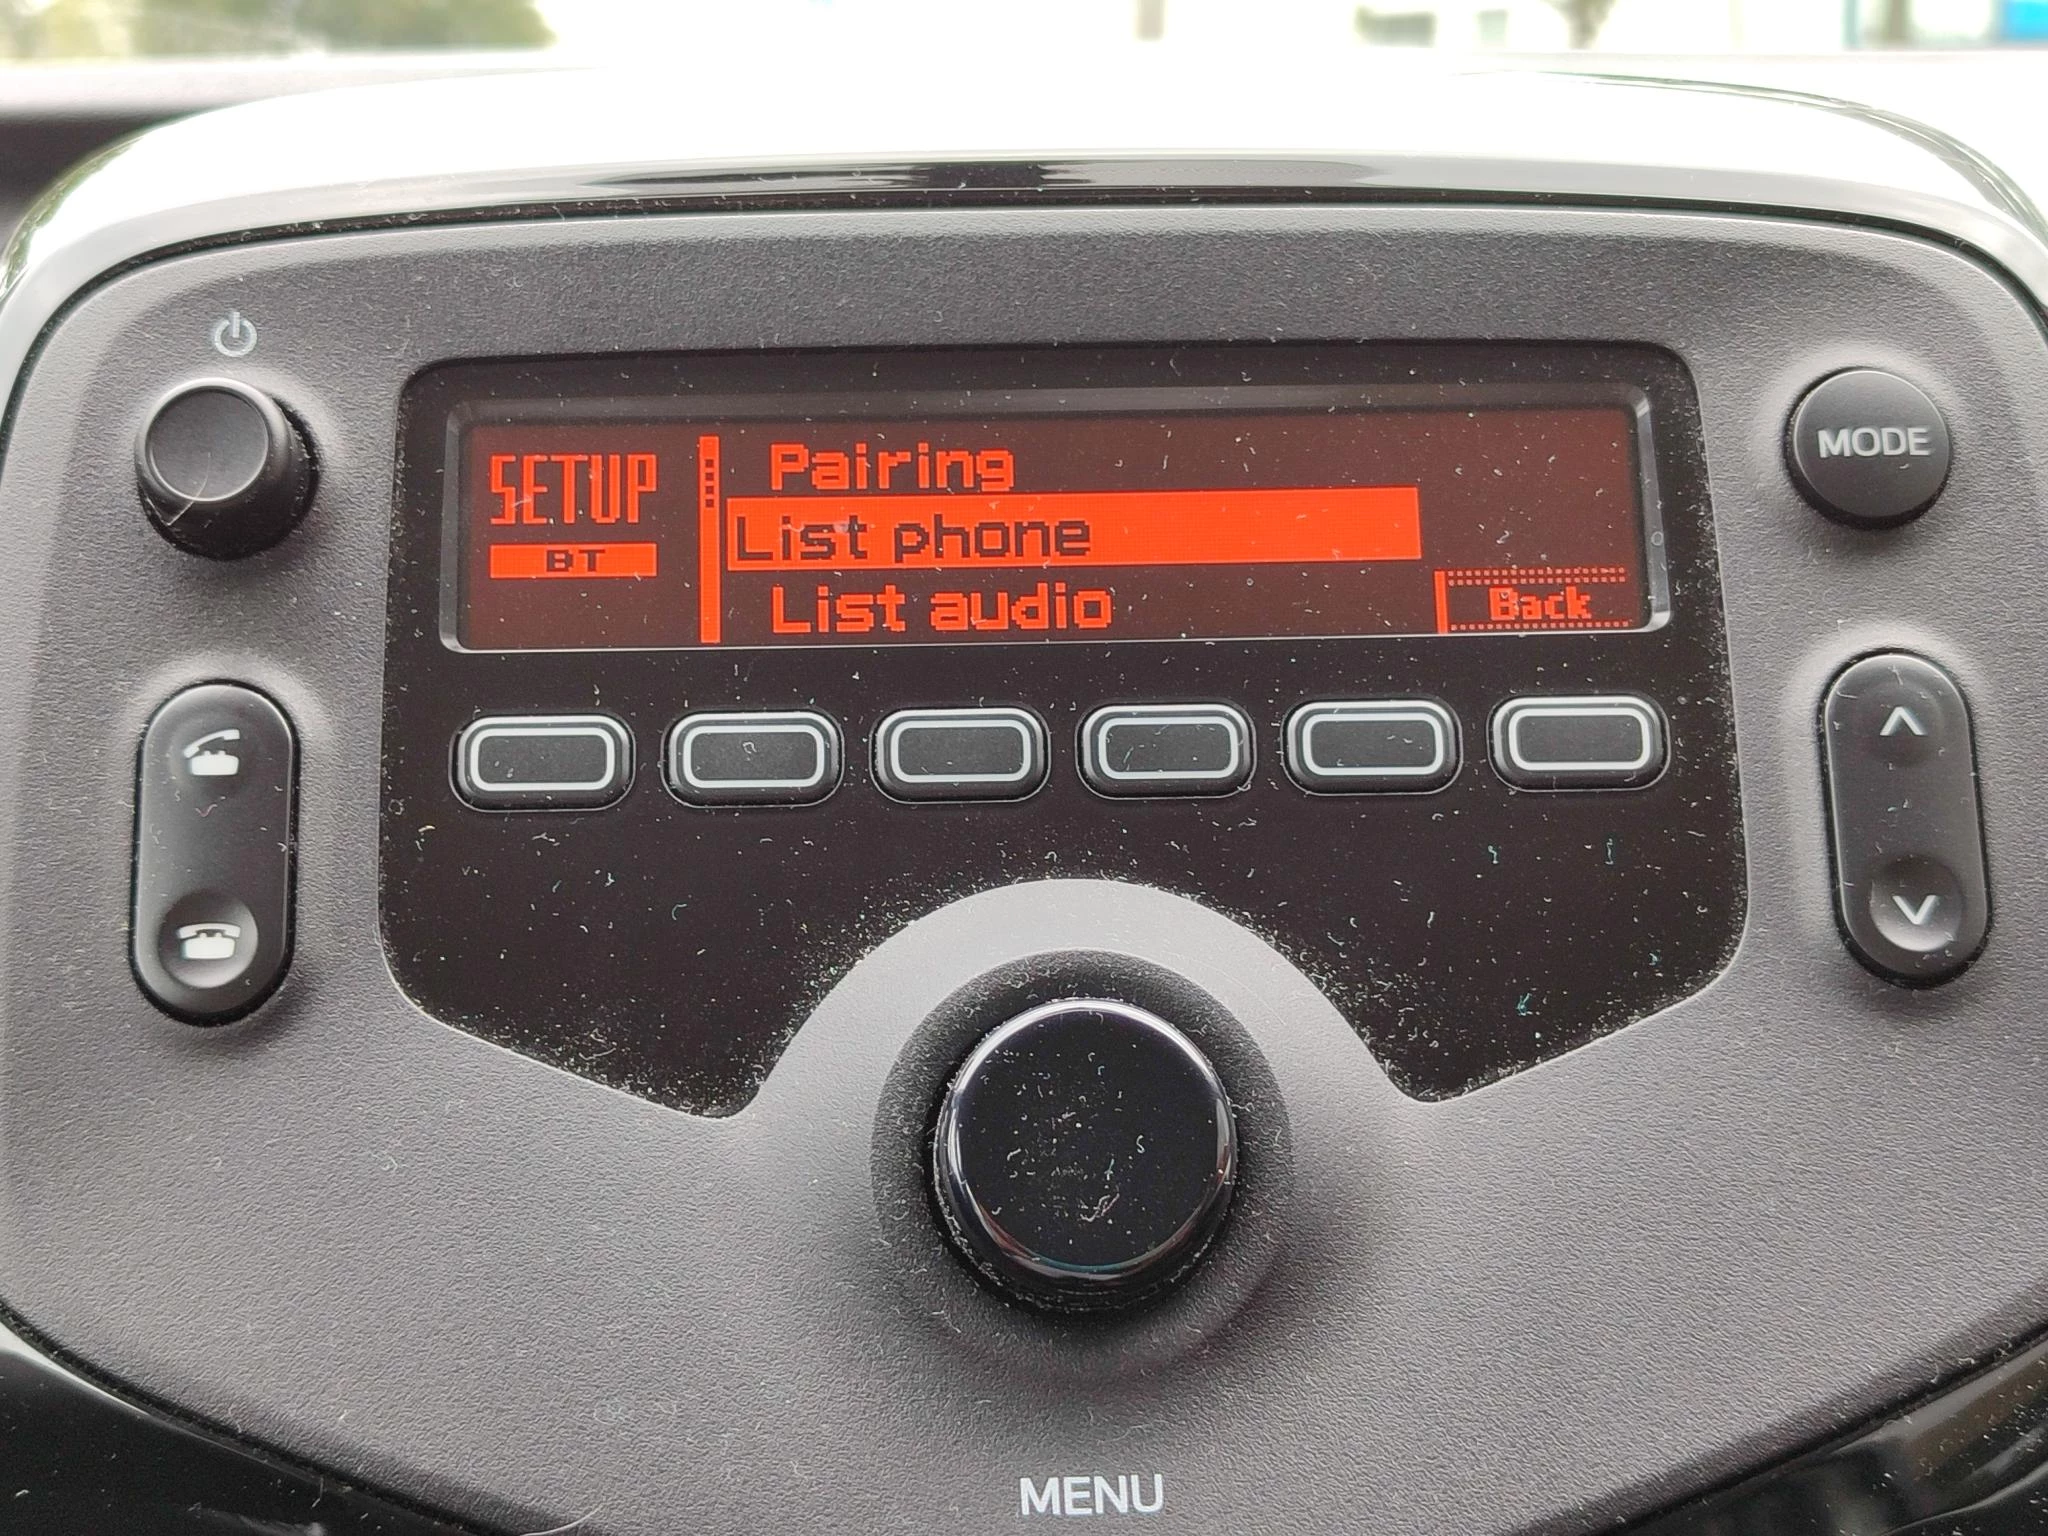 SETUP
BT
Pairing
List phone
List audio
Back
MODE
MENU